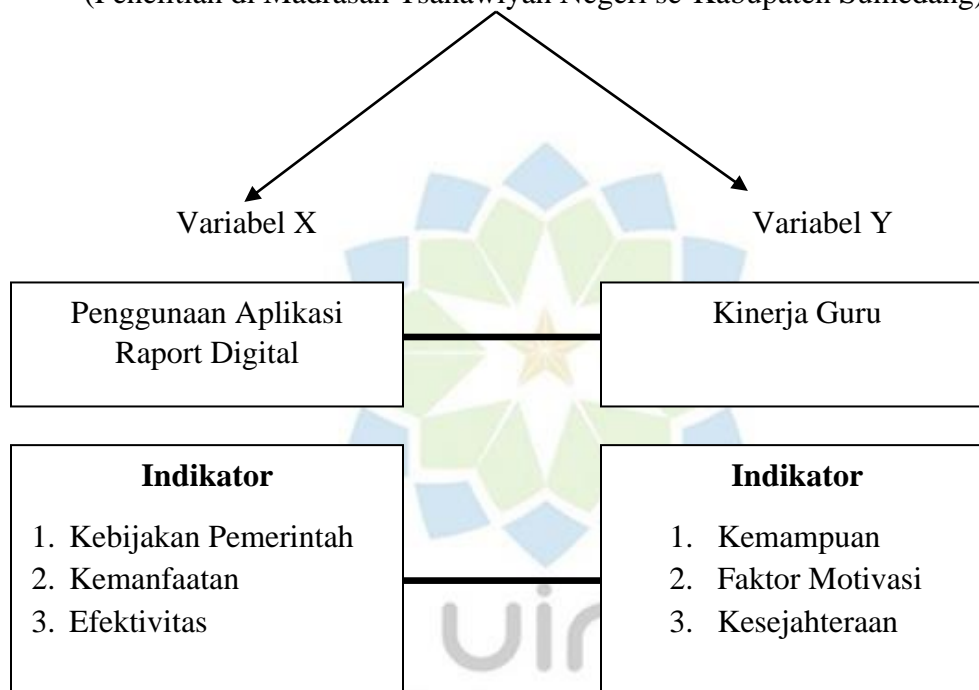 (Penelitian di Madrasah Tsanawiyah Negeri se-Kabupaten Sumedang)
Variabel X
Variabel Y
Penggunaan Aplikasi
Raport Digital
Kinerja Guru
Indikator
1. Kebijakan Pemerintah
2. Kemanfaatan
3. Efektivitas
Indikator
1. Kemampuan
2. Faktor Motivasi
3. Kesejahteraan